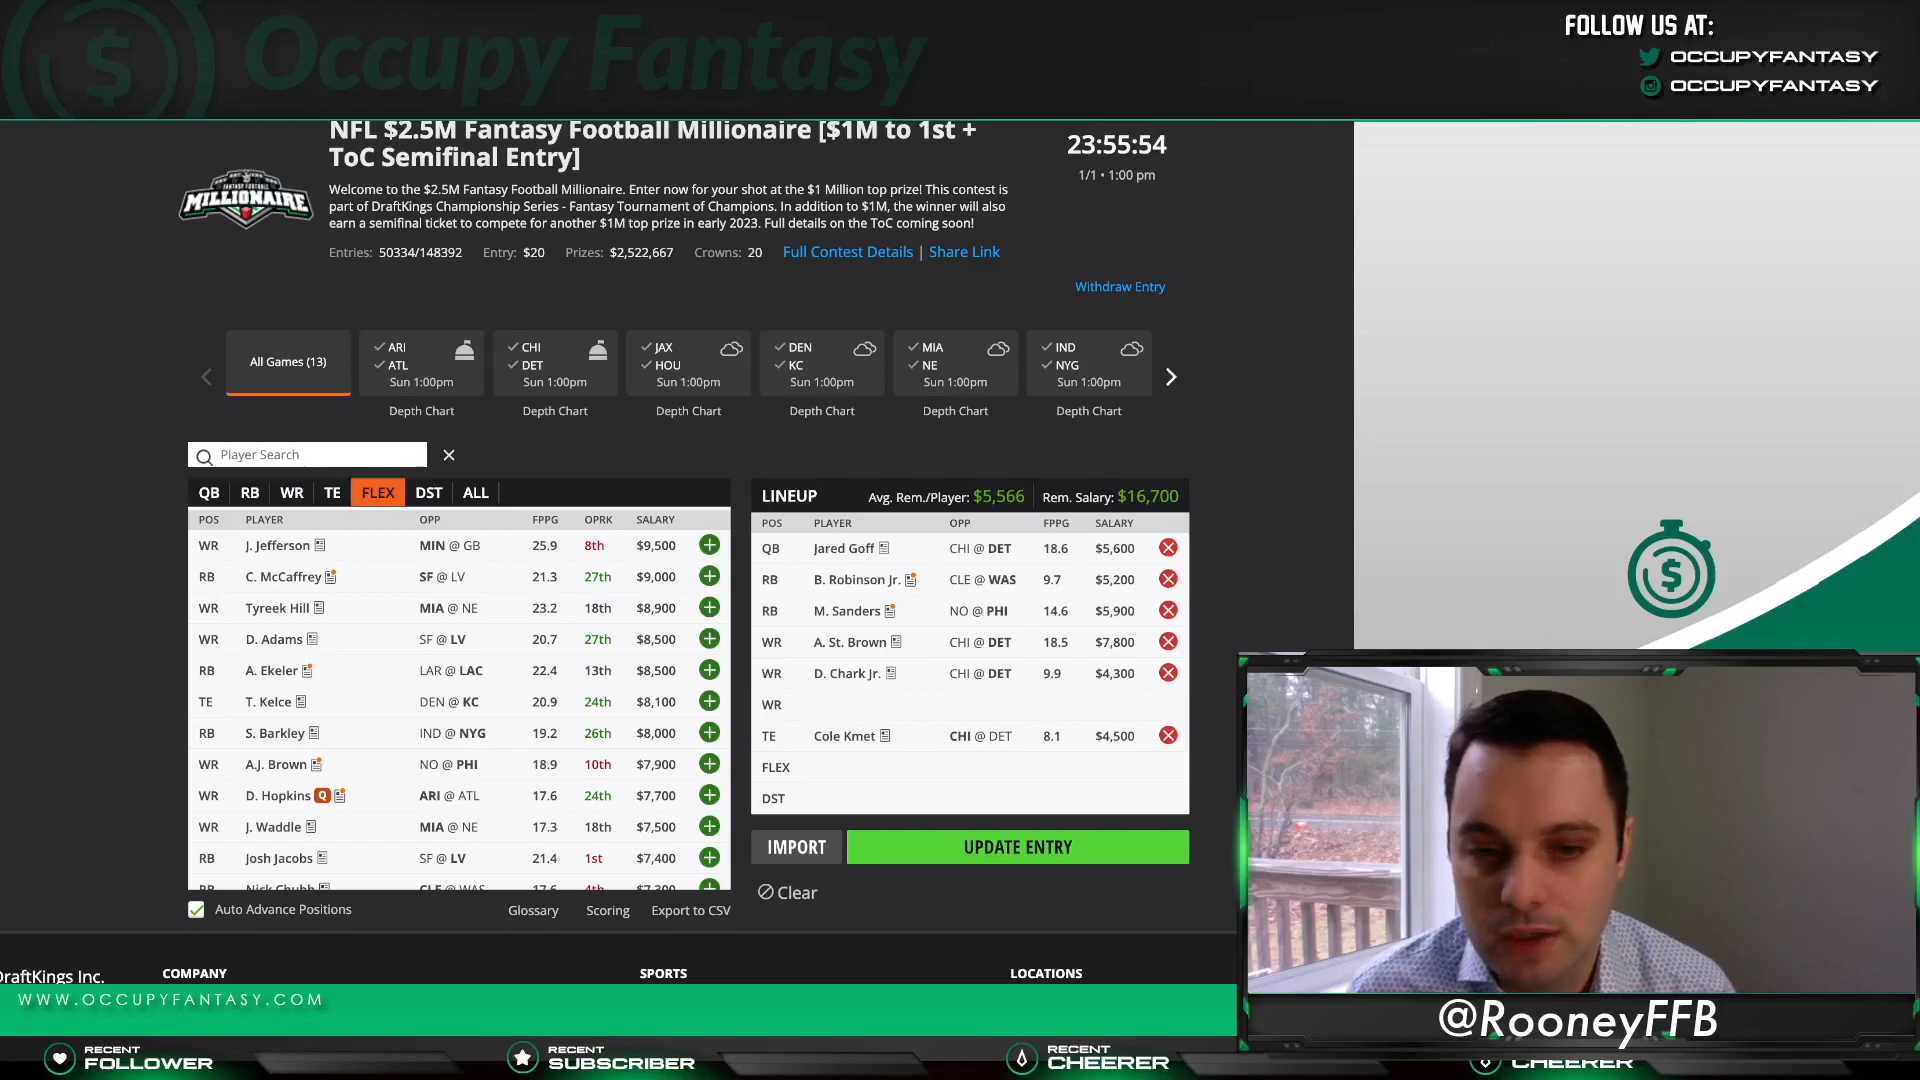 Occupy Fantasy
FOLLOW US AT:
OCCUPYFANTASY
OCCUPYFANTASY
NFL $2.5M Fantasy Football Millionaire [$1M to 1st +
ToC Semifinal Entry]
23:55:54
1/1 • 1:00 pm
FANTASY FOOTBALL
MILLIONAIRE
Welcome to the $2.5M Fantasy Football Millionaire. Enter now for your shot at the $1 Million top prize! This contest is
part of DraftKings Championship Series - Fantasy Tournament of Champions. In addition to $1M, the winner will also
earn a semifinal ticket to compete for another $1M top prize in early 2023. Full details on the ToC coming soon!
Entries: 50334/148392 Entry: $20 Prizes: $2,522,667 Crowns: 20 Full Contest Details | Share Link
Withdraw Entry
All Games (13)
ARI
ATL
Sun 1:00pm
Depth Chart
CHI
DET
Sun 1:00pm
Depth Chart
JAX
HOU
Sun 1:00pm
Depth Chart
DEN
KC
Sun 1:00pm
Depth Chart
MIA
NE
Sun 1:00pm
Depth Chart
IND
NYG
Sun 1:00pm
Depth Chart
Player Search
QB RB WR TE FLEX DST ALL
POS PLAYER OPP FPPG OPRK SALARY
WR J. Jefferson MIN @ GB 25.9 8th $9,500
RB C. McCaffrey SF @ LV 21.3 27th $9,000
WR Tyreek Hill MIA @ NE 23.2 18th $8,900
WR D. Adams SF @ LV 20.7 27th $8,500
RB A. Ekeler LAR @ LAC 22.4 13th $8,500
TE T. Kelce DEN @ KC 20.9 24th $8,100
RB S. Barkley IND @ NYG 19.2 26th $8,000
WR A.J. Brown NO @ PHI 18.9 10th $7,900
WR D. Hopkins Q ARI @ ATL 17.6 24th $7,700
WR J. Waddle MIA @ NE 17.3 18th $7,500
RB Josh Jacobs SF @ LV 21.4 1st $7,400
RB Nick Chubb CLE @ WAS 17.6 4th $7,300
Auto Advance Positions
Glossary Scoring Export to CSV
LINEUP Avg. Rem./Player: $5,566 Rem. Salary: $16,700
POS PLAYER OPP FPPG SALARY
QB Jared Goff CHI @ DET 18.6 $5,600
RB B. Robinson Jr. CLE @ WAS 9.7 $5,200
RB M. Sanders NO @ PHI 14.6 $5,900
WR A. St. Brown CHI @ DET 18.5 $7,800
WR D. Chark Jr. CHI @ DET 9.9 $4,300
WR
TE Cole Kmet CHI @ DET 8.1 $4,500
FLEX
DST
IMPORT UPDATE ENTRY
Clear
DraftKings Inc. COMPANY SPORTS LOCATIONS
WWW.OCCUPYFANTASY.COM
@RooneyFFB
RECENT
FOLLOWER
RECENT
SUBSCRIBER
RECENT
CHEERER
CHEERER